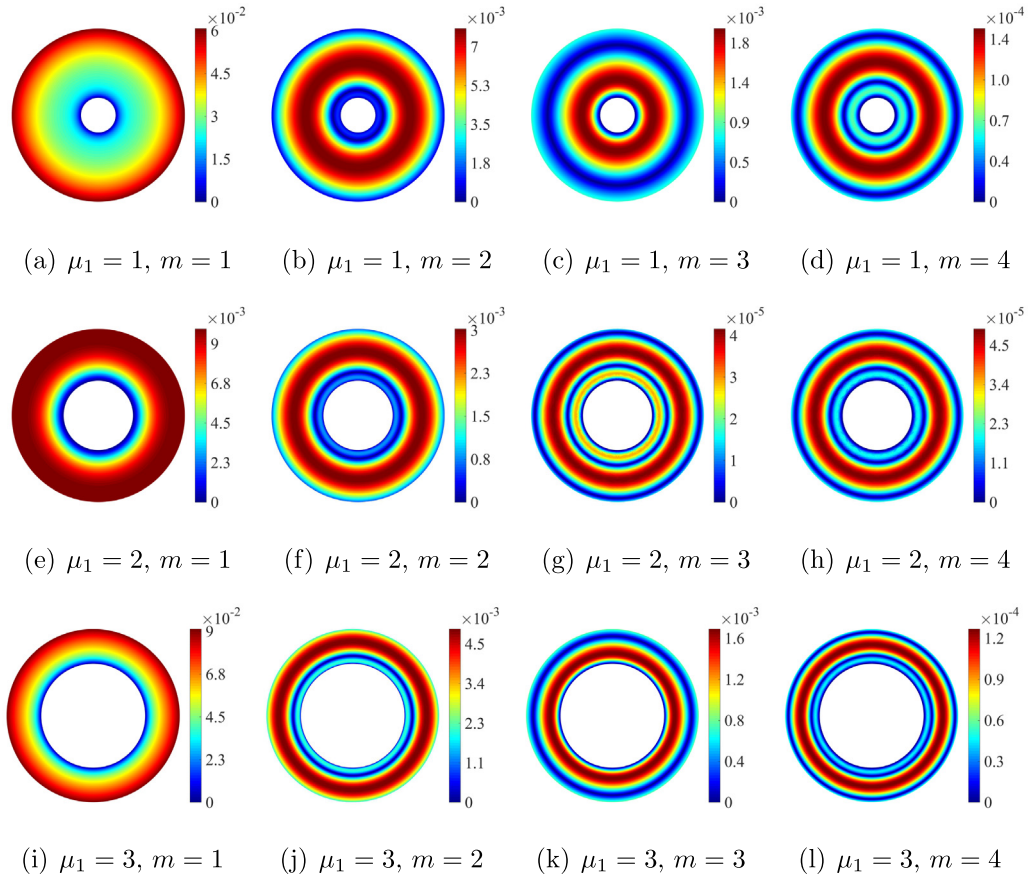 ×10⁻² ×10⁻³ ×10⁻³ ×10⁻⁴
6 7 1.8 1.4
4.5 5.3 1.3 1.0
3 3.5 0.9 0.7
1.5 1.8 0.5 0.4
0 0 0 0
(a) μ₁ = 1, m = 1 (b) μ₁ = 1, m = 2 (c) μ₁ = 1, m = 3 (d) μ₁ = 1, m = 4
×10⁻³ ×10⁻³ ×10⁻⁵ ×10⁻⁵
9 3 4 4.5
6.8 2.3 3 3.4
4.5 1.5 2 2.3
2.3 0.8 1 1.1
0 0 0 0
(e) μ₁ = 2, m = 1 (f) μ₁ = 2, m = 2 (g) μ₁ = 2, m = 3 (h) μ₁ = 2, m = 4
×10⁻² ×10⁻³ ×10⁻³ ×10⁻⁴
9 4.5 1.6 1.2
6.8 3.4 1.2 0.9
4.5 2.3 0.8 0.6
2.3 1.1 0.4 0.3
0 0 0 0
(i) μ₁ = 3, m = 1 (j) μ₁ = 3, m = 2 (k) μ₁ = 3, m = 3 (l) μ₁ = 3, m = 4